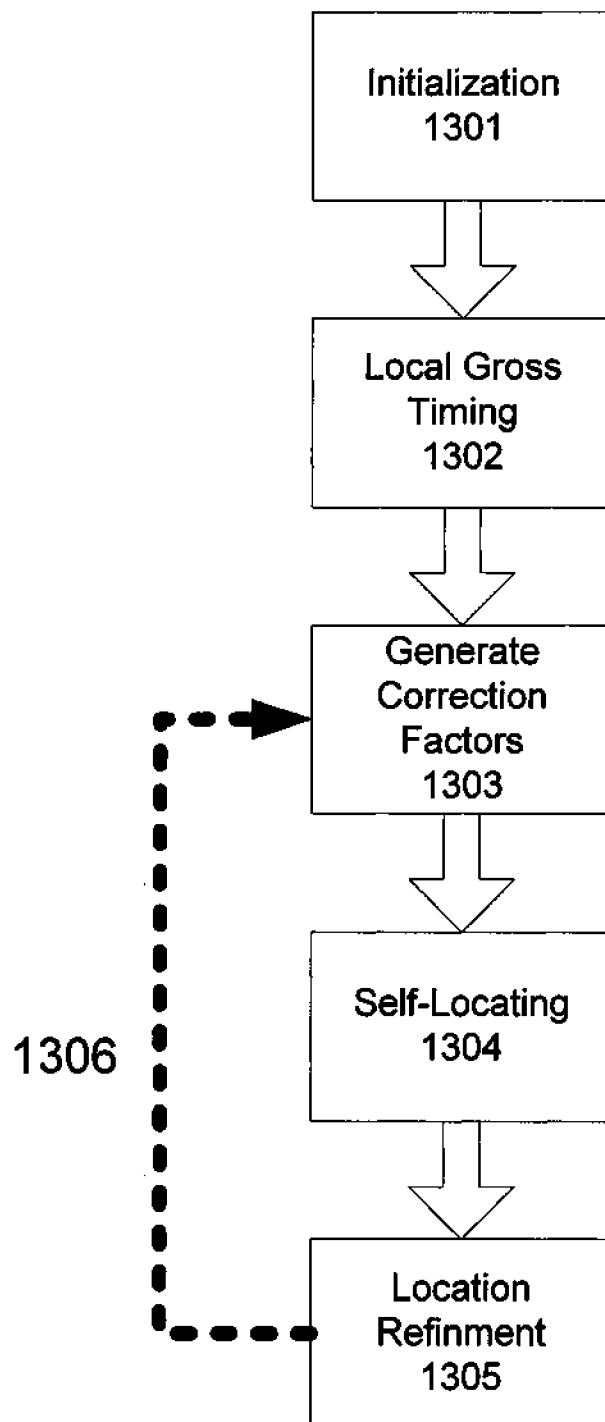 Initialization
1301
Local Gross
Timing
1302
Generate
Correction
Factors
1303
Self-Locating
1304
1306
Location
Refinment
1305